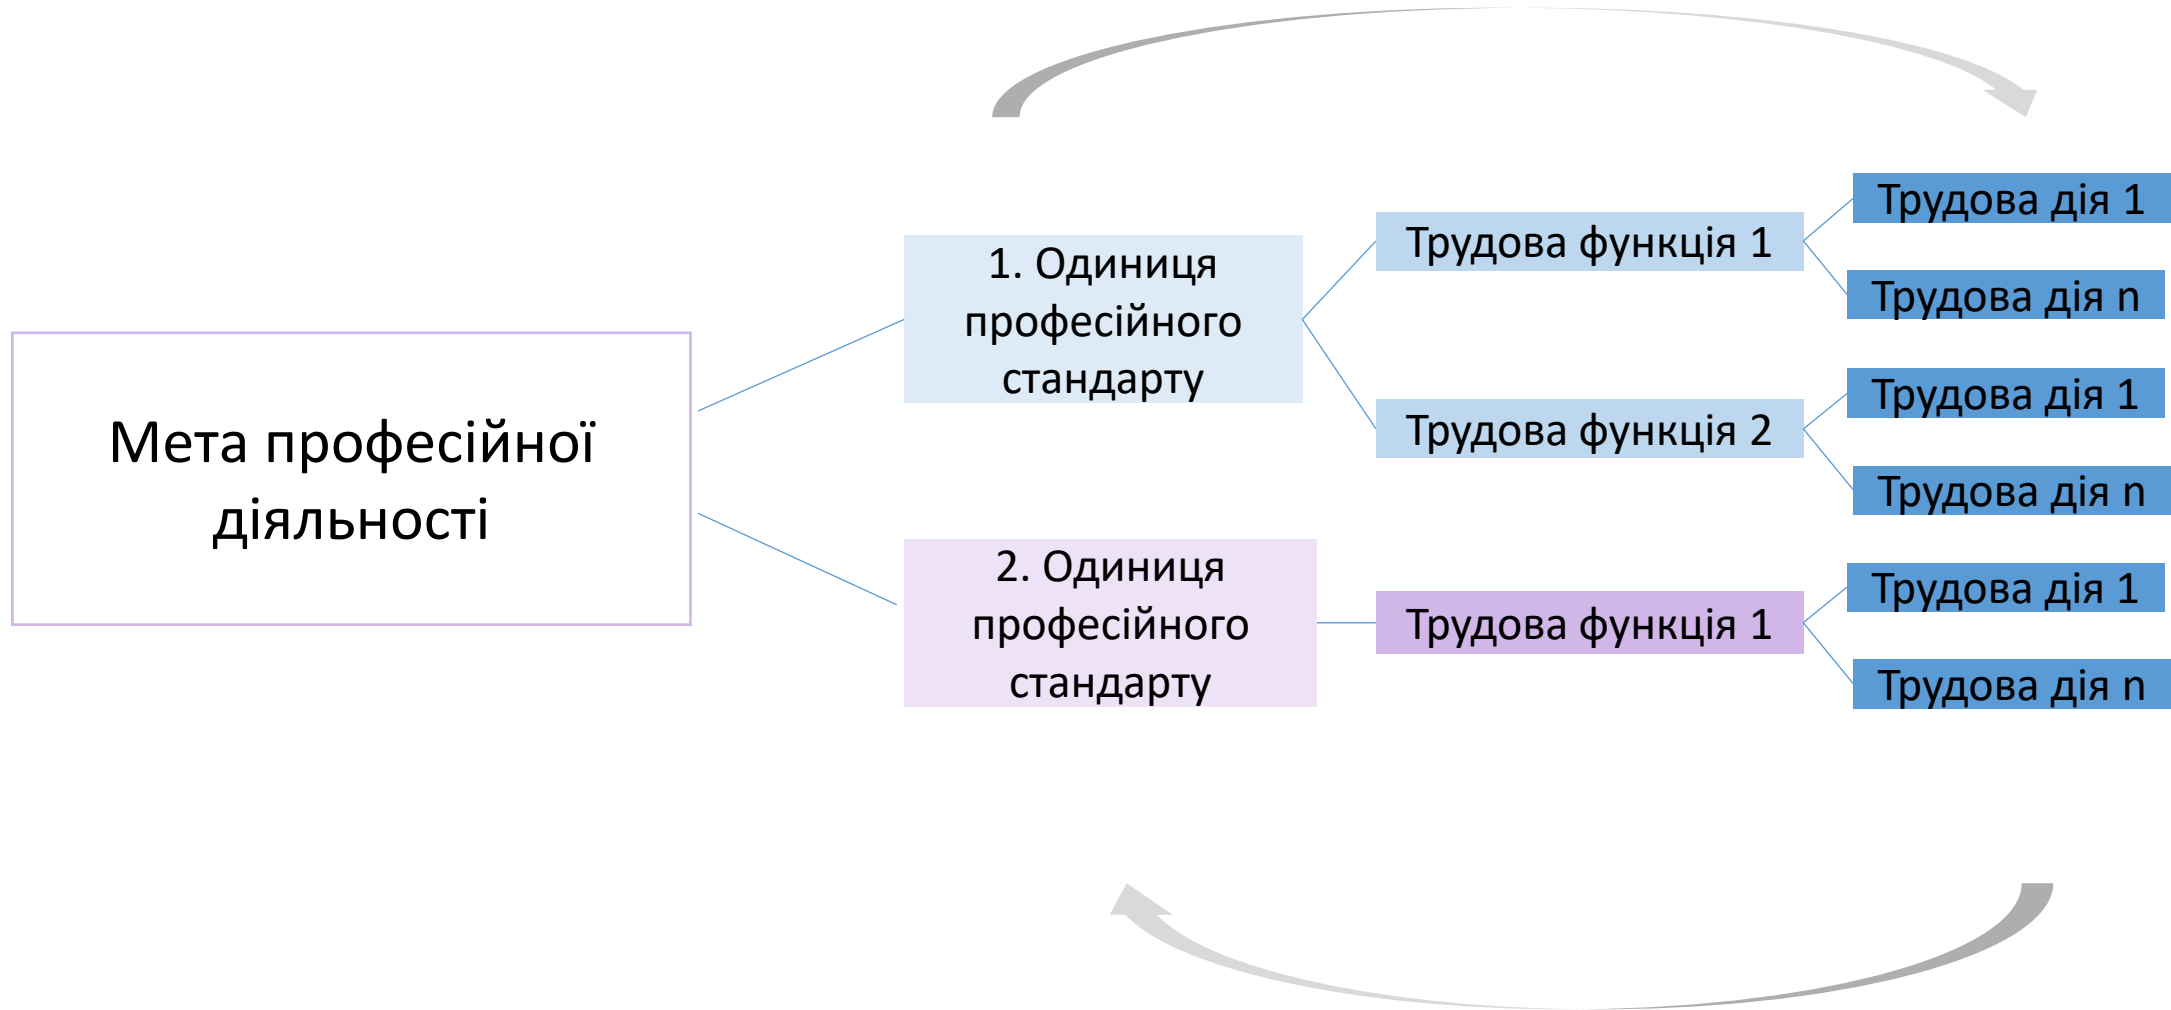 Мета професійної
діяльності
1. Одиниця
професійного
стандарту
Трудова функція 1
Трудова дія 1
Трудова дія n
Трудова функція 2
Трудова дія 1
Трудова дія n
2. Одиниця
професійного
стандарту
Трудова функція 1
Трудова дія 1
Трудова дія n